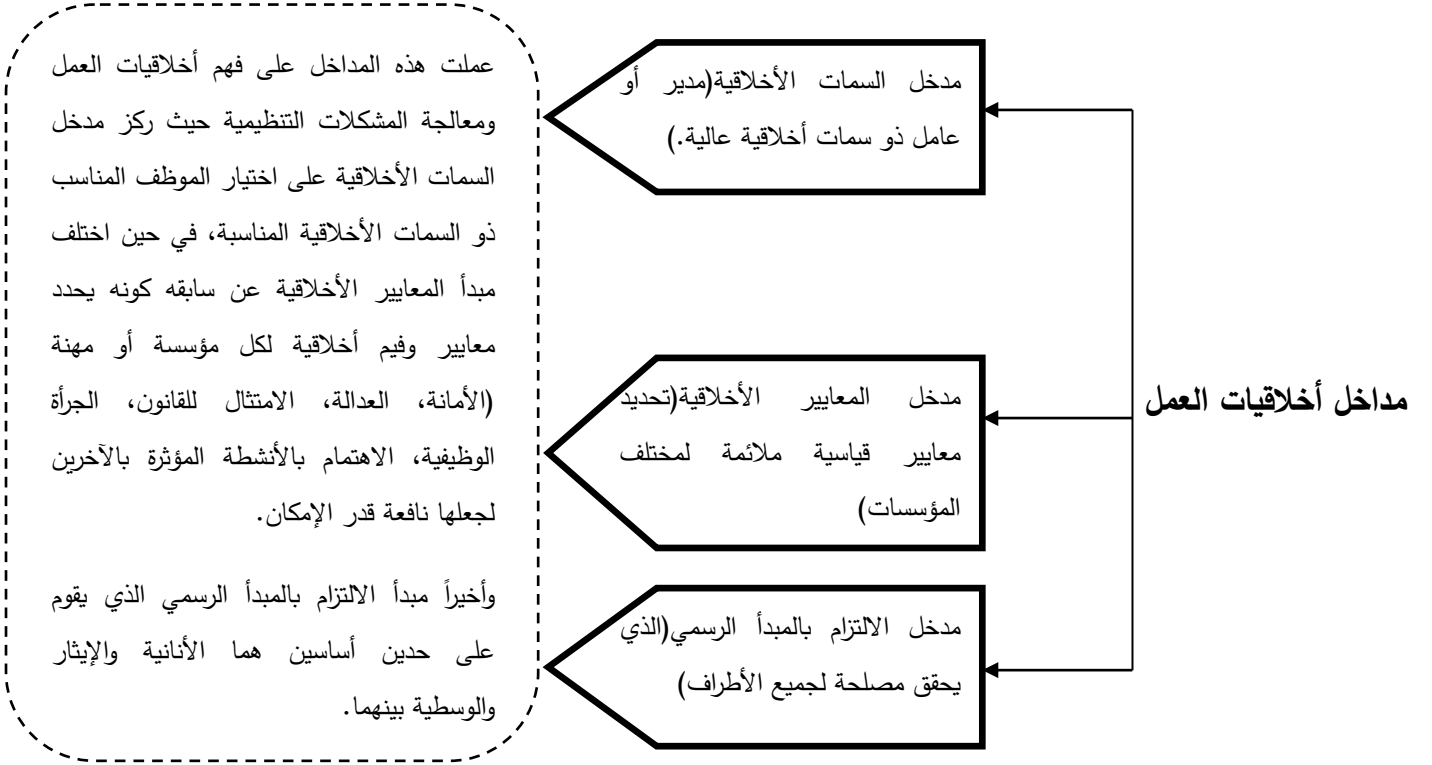 مداخل أخلاقيات العمل
مدخل السمات الأخلاقية(مدير أو
عامل ذو سمات أخلاقية عالية.)
مدخل المعايير الأخلاقية(تحديد
معايير قياسية ملائمة لمختلف
المؤسسات)
مدخل الالتزام بالمبدأ الرسمي(الذي
يحقق مصلحة لجميع الأطراف)
عملت هذه المداخل على فهم أخلاقيات العمل
ومعالجة المشكلات التنظيمية حيث ركز مدخل
السمات الأخلاقية على اختيار الموظف المناسب
ذو السمات الأخلاقية المناسبة، في حين اختلف
مبدأ المعايير الأخلاقية عن سابقه كونه يحدد
معايير وفيم أخلاقية لكل مؤسسة أو مهنة
(الأمانة، العدالة، الامتثال للقانون، الجرأة
الوظيفية، الاهتمام بالأنشطة المؤثرة بالآخرين
لجعلها نافعة قدر الإمكان.
وأخيراً مبدأ الالتزام بالمبدأ الرسمي الذي يقوم
على حدين أساسين هما الأنانية والإيثار
والوسطية بينهما.